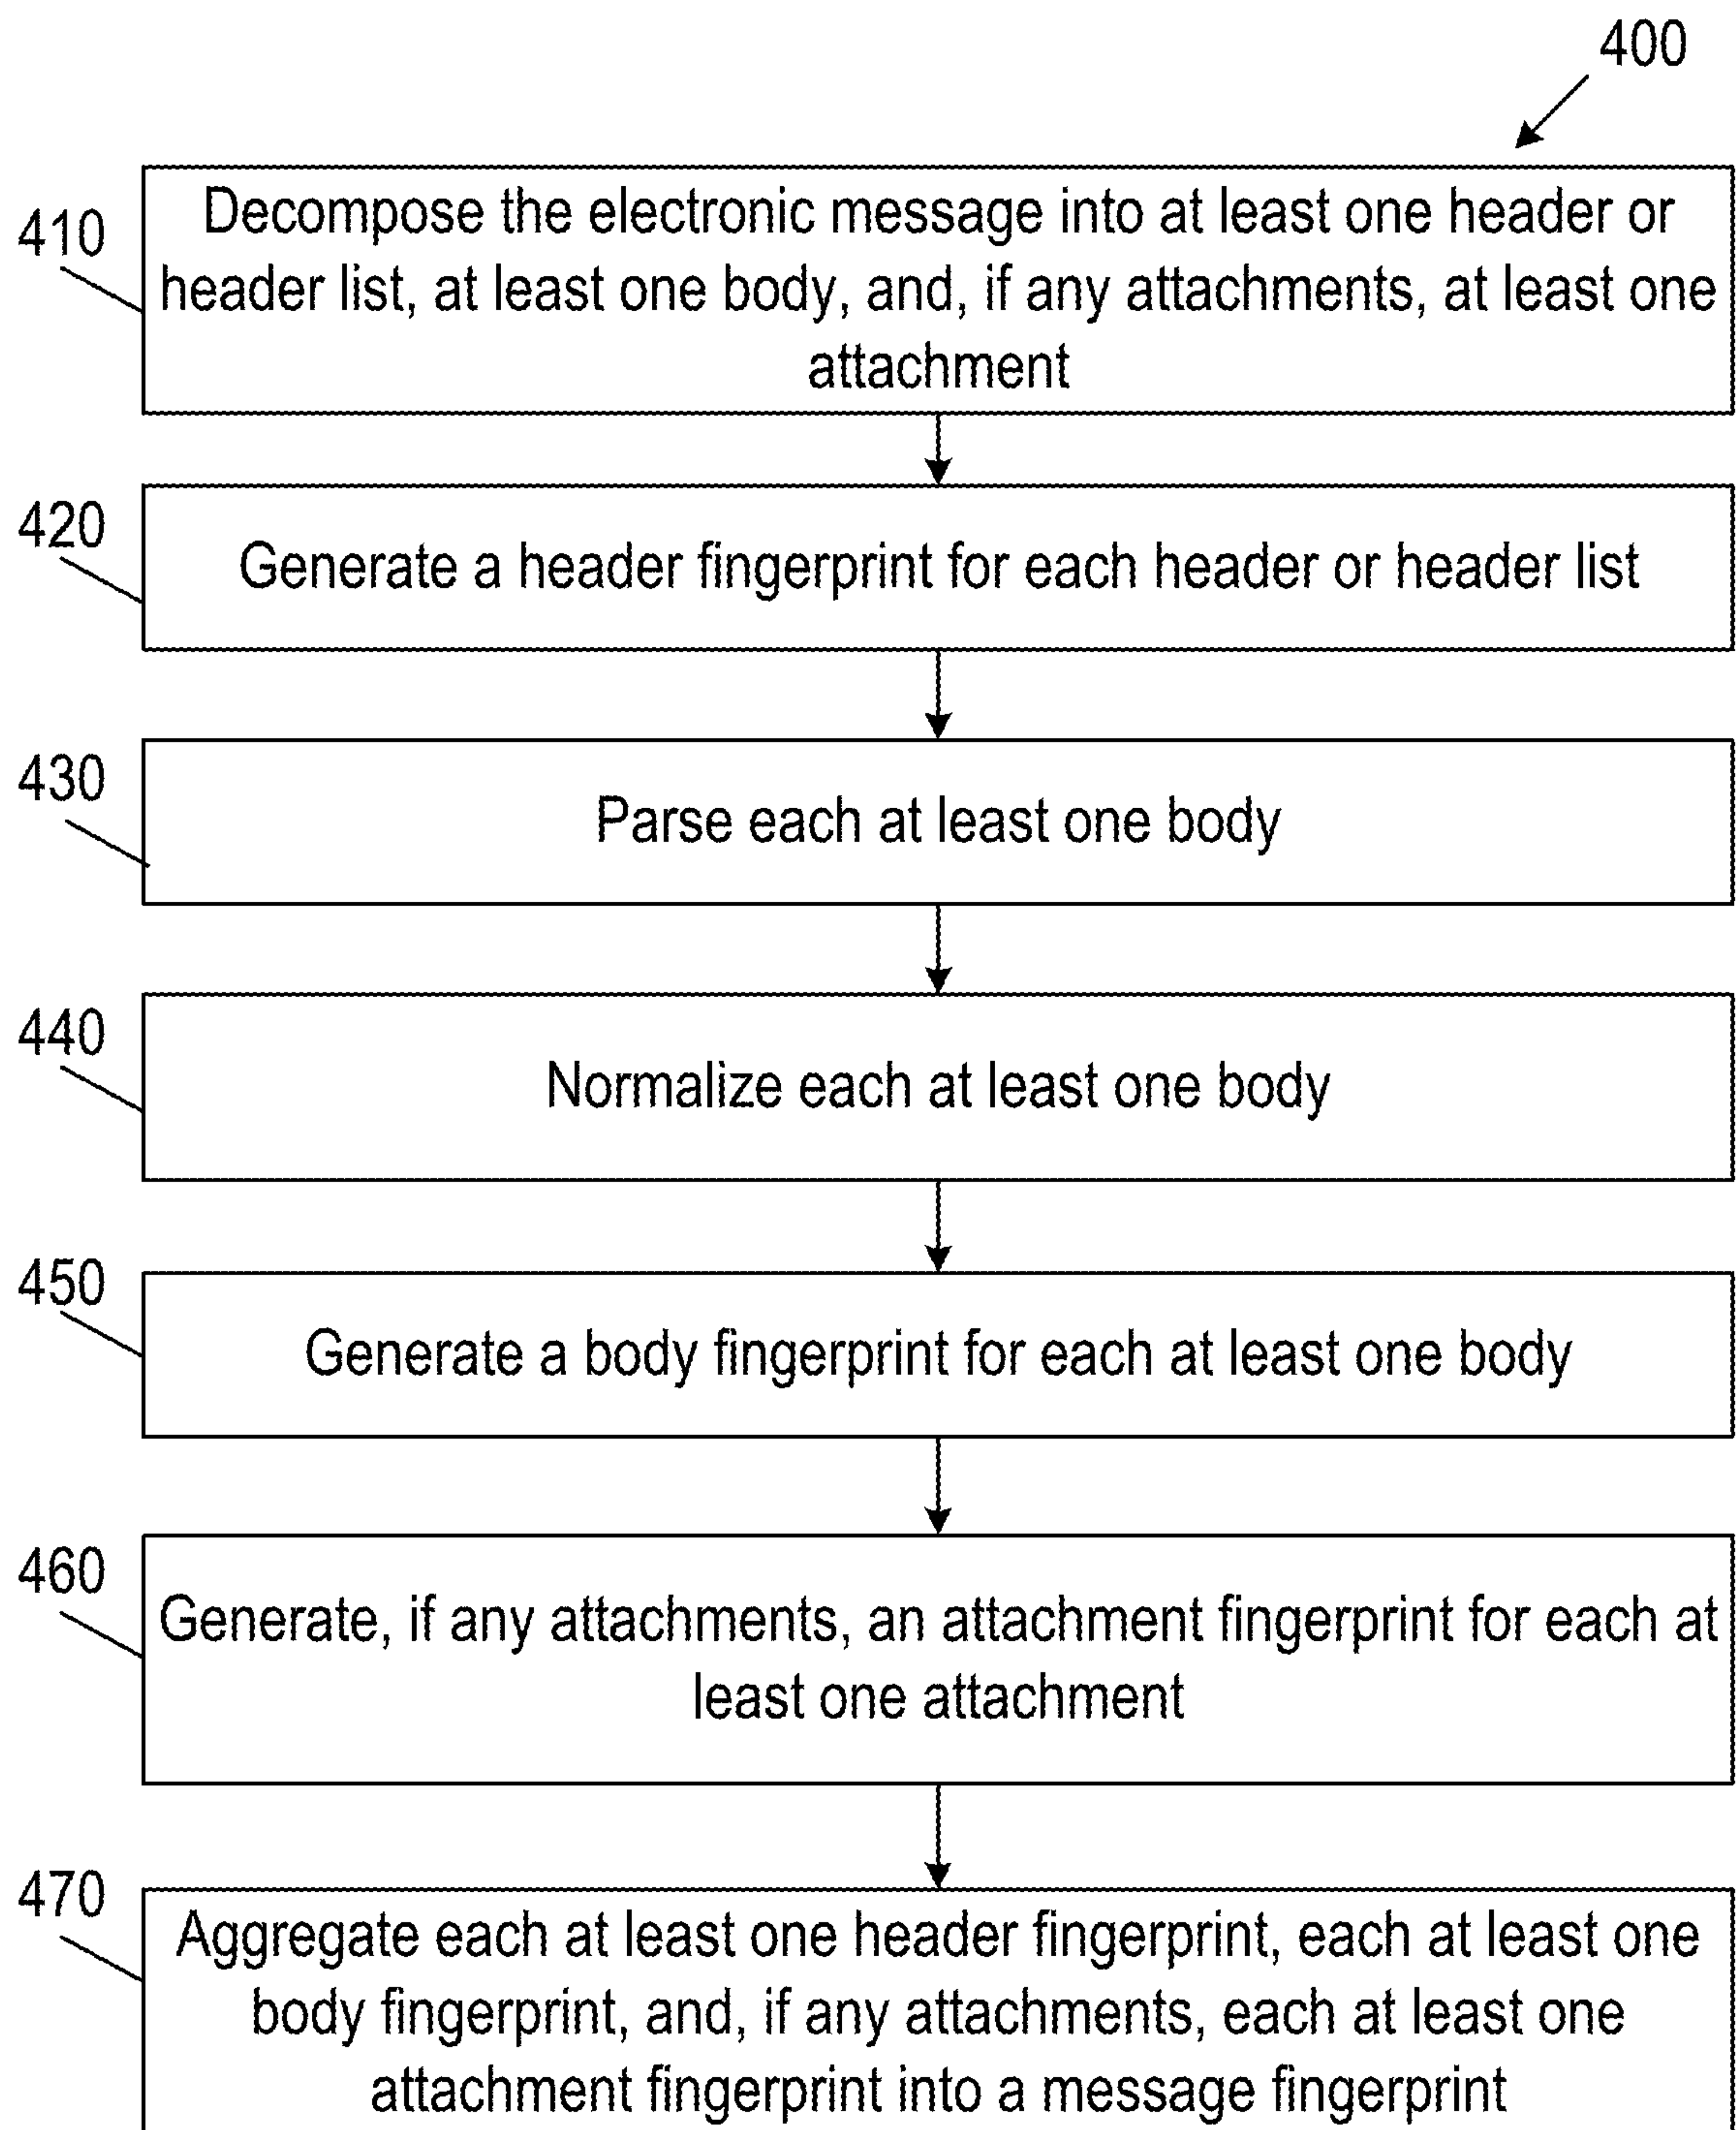 400
410
Decompose the electronic message into at least one header or
header list, at least one body, and, if any attachments, at least one
attachment
420
Generate a header fingerprint for each header or header list
430
Parse each at least one body
440
Normalize each at least one body
450
Generate a body fingerprint for each at least one body
460
Generate, if any attachments, an attachment fingerprint for each at
least one attachment
470
Aggregate each at least one header fingerprint, each at least one
body fingerprint, and, if any attachments, each at least one
attachment fingerprint into a message fingerprint